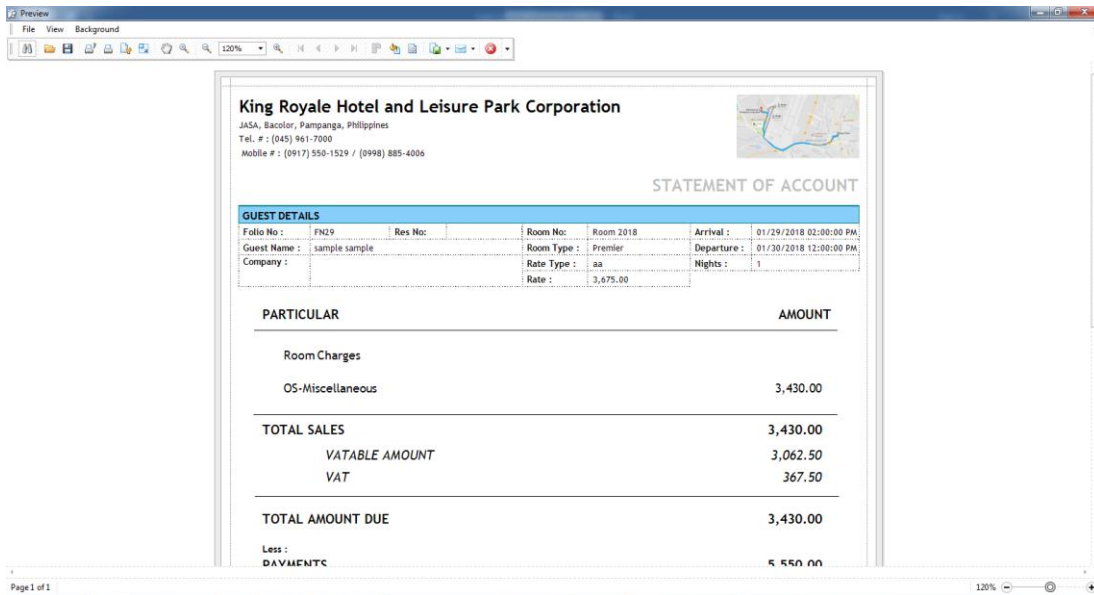 Preview
File View Background
120%
King Royale Hotel and Leisure Park Corporation
JASA, Bacolor, Pampanga, Philippines
Tel. # : (045) 961-7000
Mobile # : (0917) 550-1529 / (0998) 885-4006
STATEMENT OF ACCOUNT
GUEST DETAILS
Folio No : FN29 Res No: Room No: Room 2018 Arrival : 01/29/2018 02:00:00 PM
Guest Name : sample sample Room Type : Premier Departure : 01/30/2018 12:00:00 PM
Company : Rate Type : aa Nights : 1
Rate : 3,675.00
PARTICULAR AMOUNT
Room Charges
OS-Miscellaneous 3,430.00
TOTAL SALES 3,430.00
VATABLE AMOUNT 3,062.50
VAT 367.50
TOTAL AMOUNT DUE 3,430.00
Less :
PAYMENTS 5,550.00
Page 1 of 1 120%